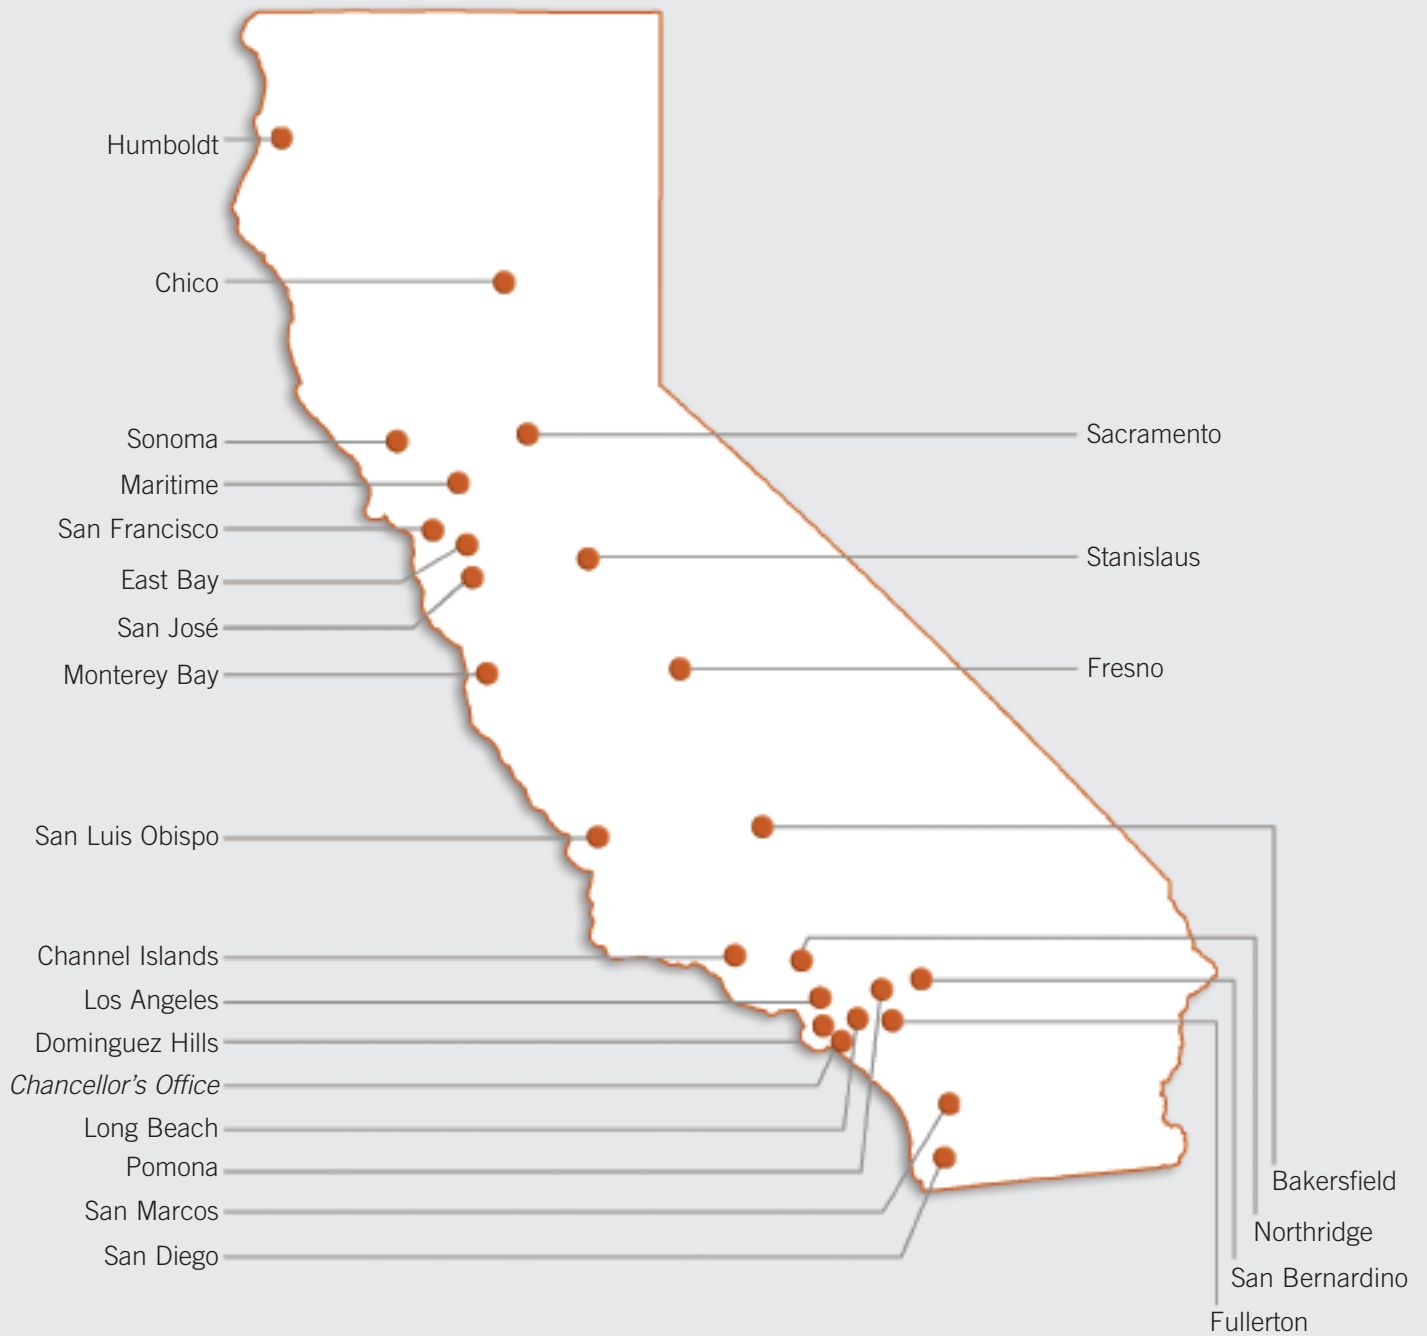 Humboldt
Chico
Sonoma
Maritime
San Francisco
East Bay
San José
Monterey Bay
San Luis Obispo
Channel Islands
Los Angeles
Dominguez Hills
Chancellor's Office
Long Beach
Pomona
San Marcos
San Diego
Sacramento
Stanislaus
Fresno
Bakersfield
Northridge
San Bernardino
Fullerton